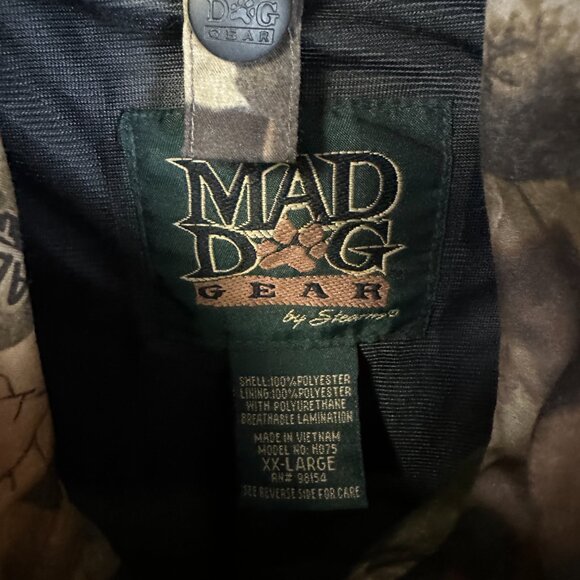 DOG
GEAR
MAD
DOG
GEAR
by Stearns
SHELL: 100% POLYESTER
LINING: 100% POLYESTER
WITH POLYURETHANE
BREATHABLE LAMINATION
MADE IN VIETNAM
MODEL NO: H075
XX-LARGE
RN# 98154
SEE REVERSE SIDE FOR CARE